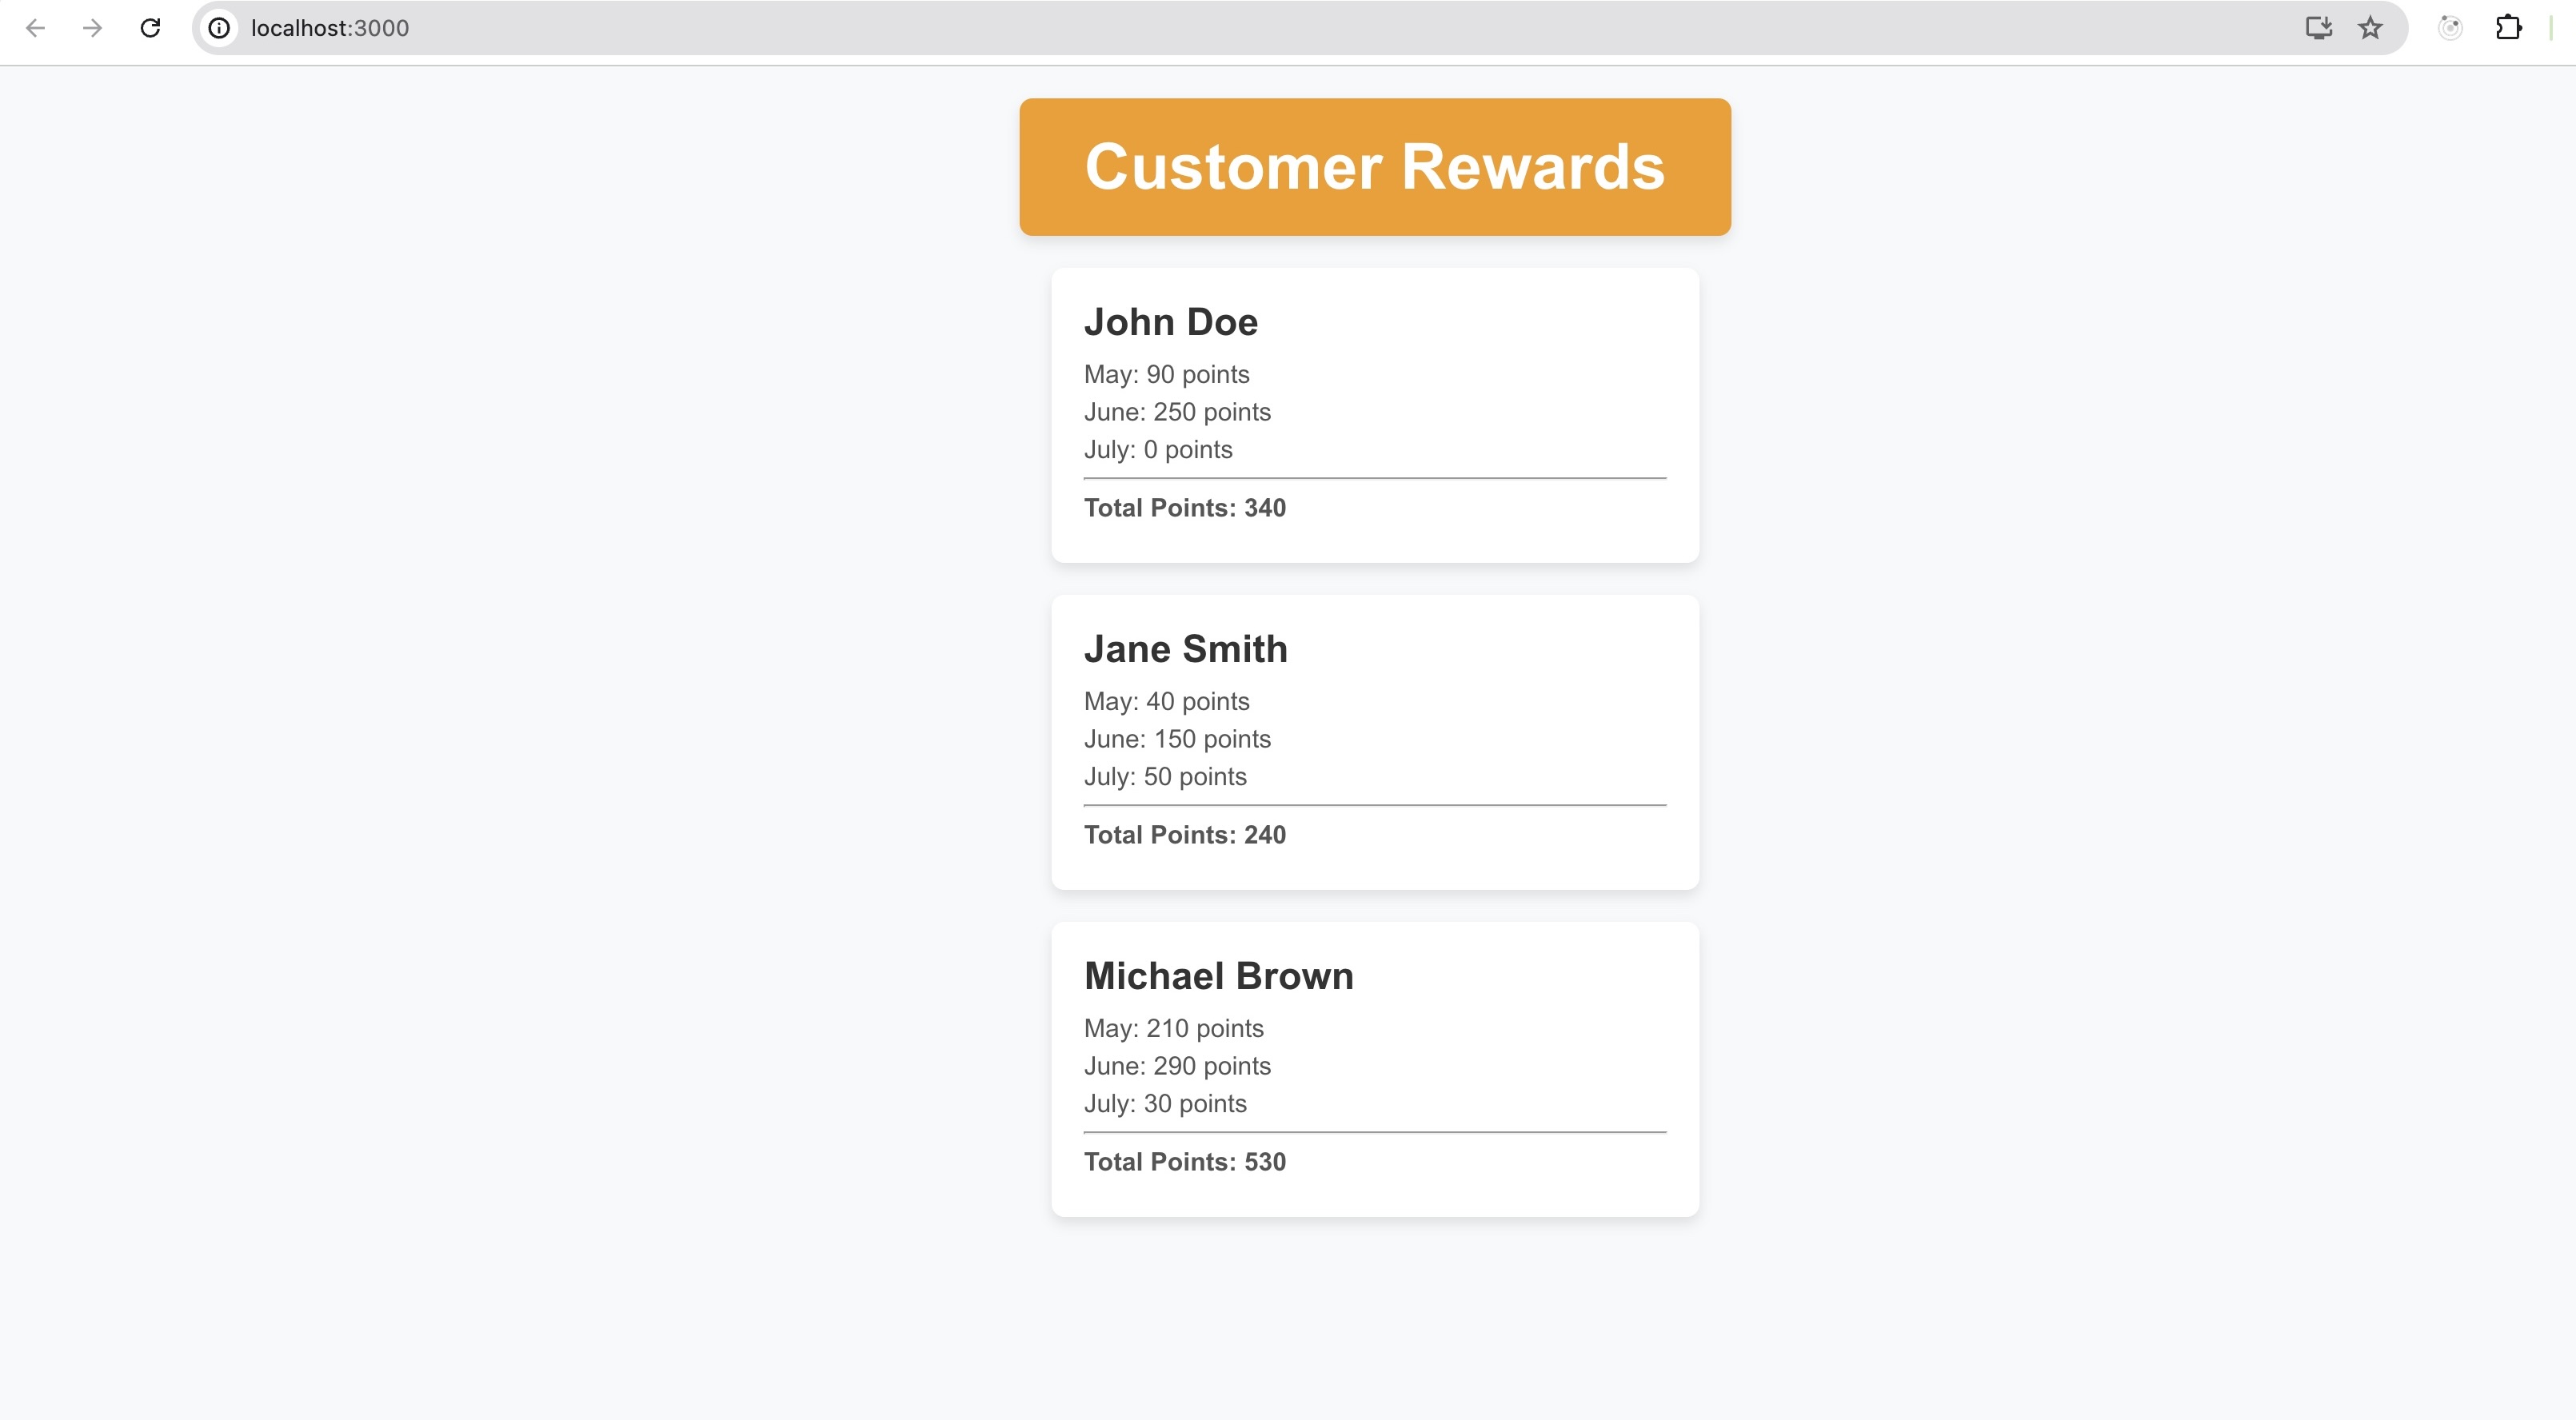 localhost:3000
Customer Rewards
John Doe
May: 90 points
June: 250 points
July: 0 points
Total Points: 340
Jane Smith
May: 40 points
June: 150 points
July: 50 points
Total Points: 240
Michael Brown
May: 210 points
June: 290 points
July: 30 points
Total Points: 530